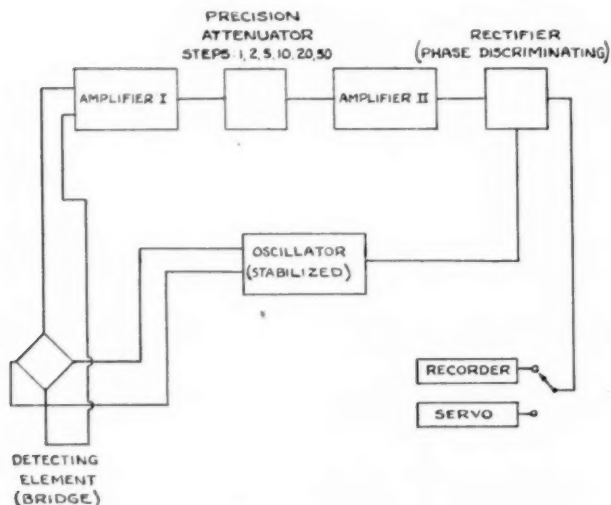 PRECISION
ATTENUATOR
STEPS: 1, 2, 5, 10, 20, 50
RECTIFIER
(PHASE DISCRIMINATING)
AMPLIFIER I
AMPLIFIER II
OSCILLATOR
(STABILIZED)
RECORDER
SERVO
DETECTING
ELEMENT
(BRIDGE)